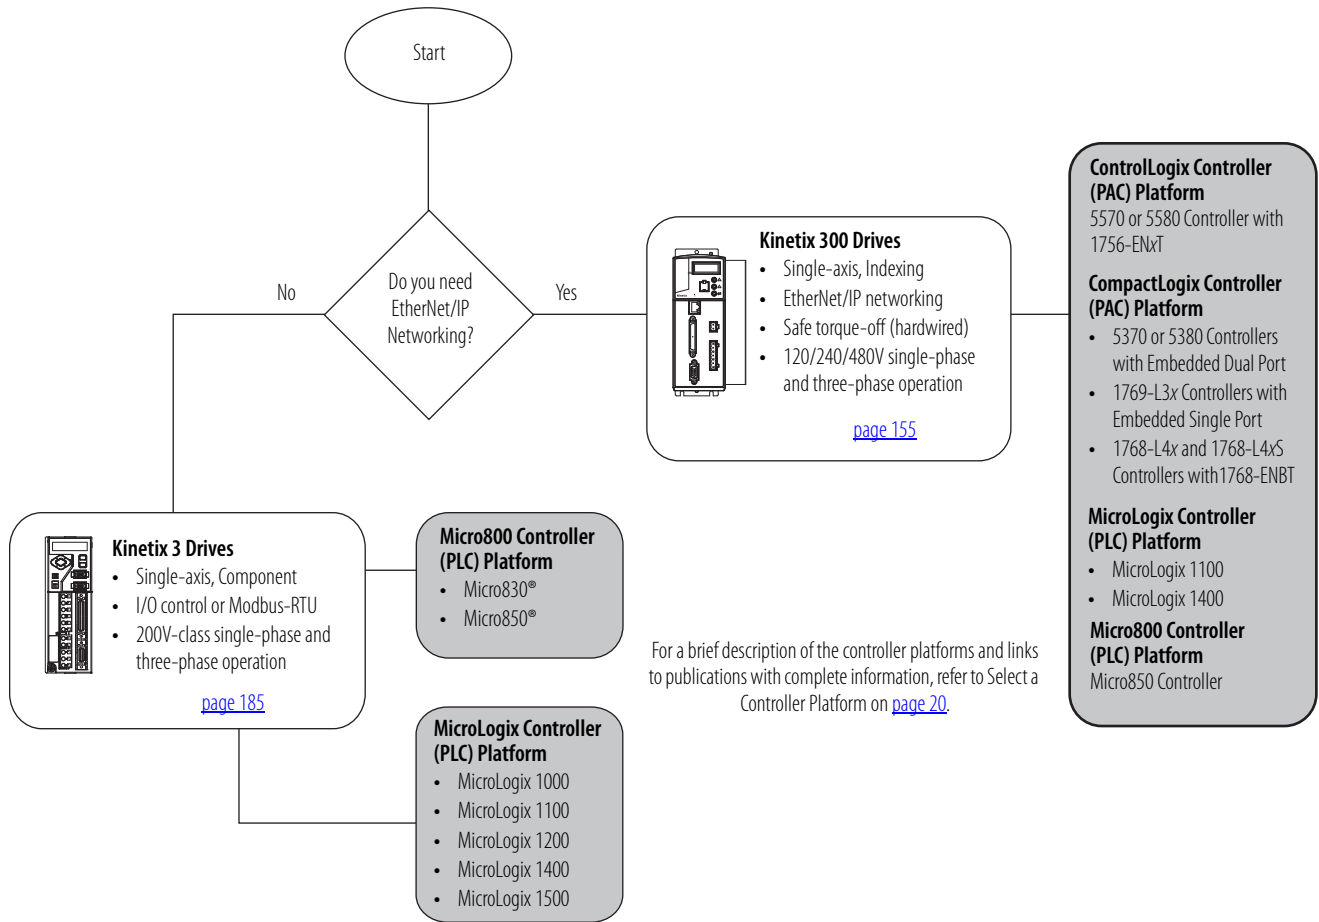 Start
Do you need
EtherNet/IP
Networking?
No
Yes
Kinetix 300 Drives
• Single-axis, Indexing
• EtherNet/IP networking
• Safe torque-off (hardwired)
• 120/240/480V single-phase
and three-phase operation
page 155
ControlLogix Controller
(PAC) Platform
5570 or 5580 Controller with
1756-ENxT
CompactLogix Controller
(PAC) Platform
• 5370 or 5380 Controllers
with Embedded Dual Port
• 1769-L3x Controllers with
Embedded Single Port
• 1768-L4x and 1768-L4xS
Controllers with1768-ENBT
MicroLogix Controller
(PLC) Platform
• MicroLogix 1100
• MicroLogix 1400
Micro800 Controller
(PLC) Platform
Micro850 Controller
Kinetix 3 Drives
• Single-axis, Component
• I/O control or Modbus-RTU
• 200V-class single-phase and
three-phase operation
page 185
Micro800 Controller
(PLC) Platform
• Micro830®
• Micro850®
For a brief description of the controller platforms and links
to publications with complete information, refer to Select a
Controller Platform on page 20.
MicroLogix Controller
(PLC) Platform
• MicroLogix 1000
• MicroLogix 1100
• MicroLogix 1200
• MicroLogix 1400
• MicroLogix 1500